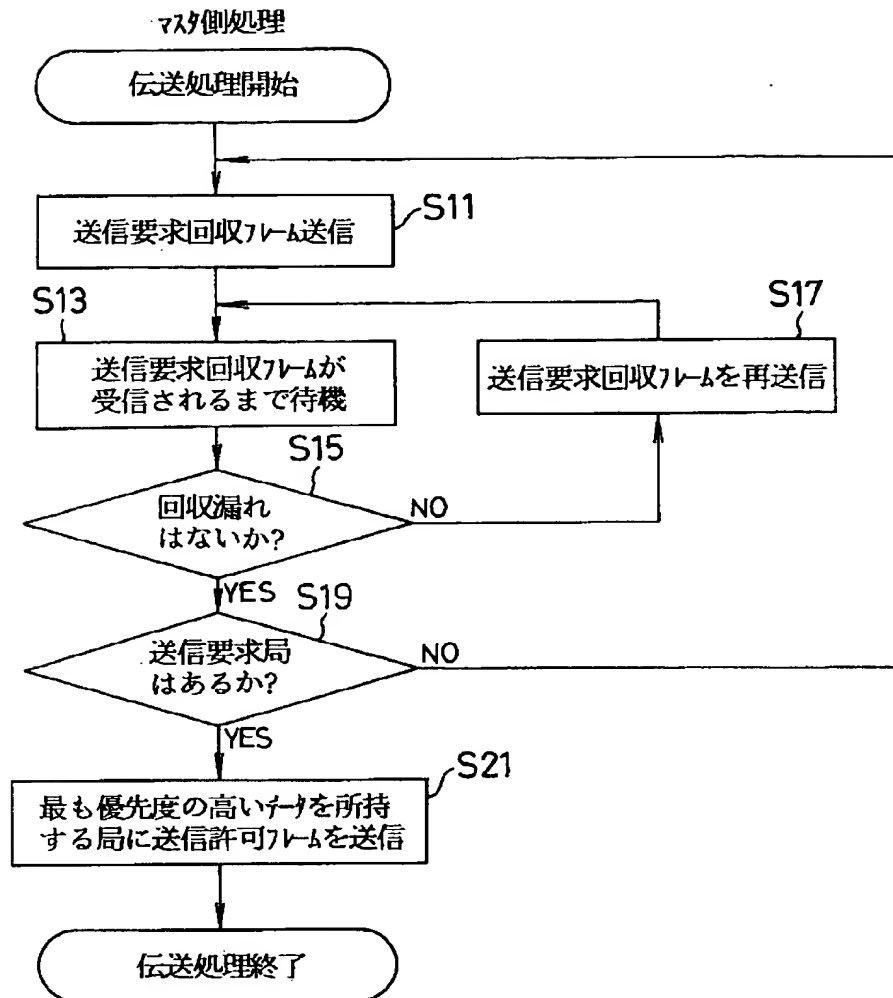 マスタ側処理
伝送処理開始
S11
送信要求回収フレーム送信
S13
送信要求回収フレームが
受信されるまで待機
S17
送信要求回収フレームを再送信
S15
回収漏れ
はないか?
NO
YES
S19
送信要求局
はあるか?
NO
YES
S21
最も優先度の高いデータを所持
する局に送信許可フレームを送信
伝送処理終了